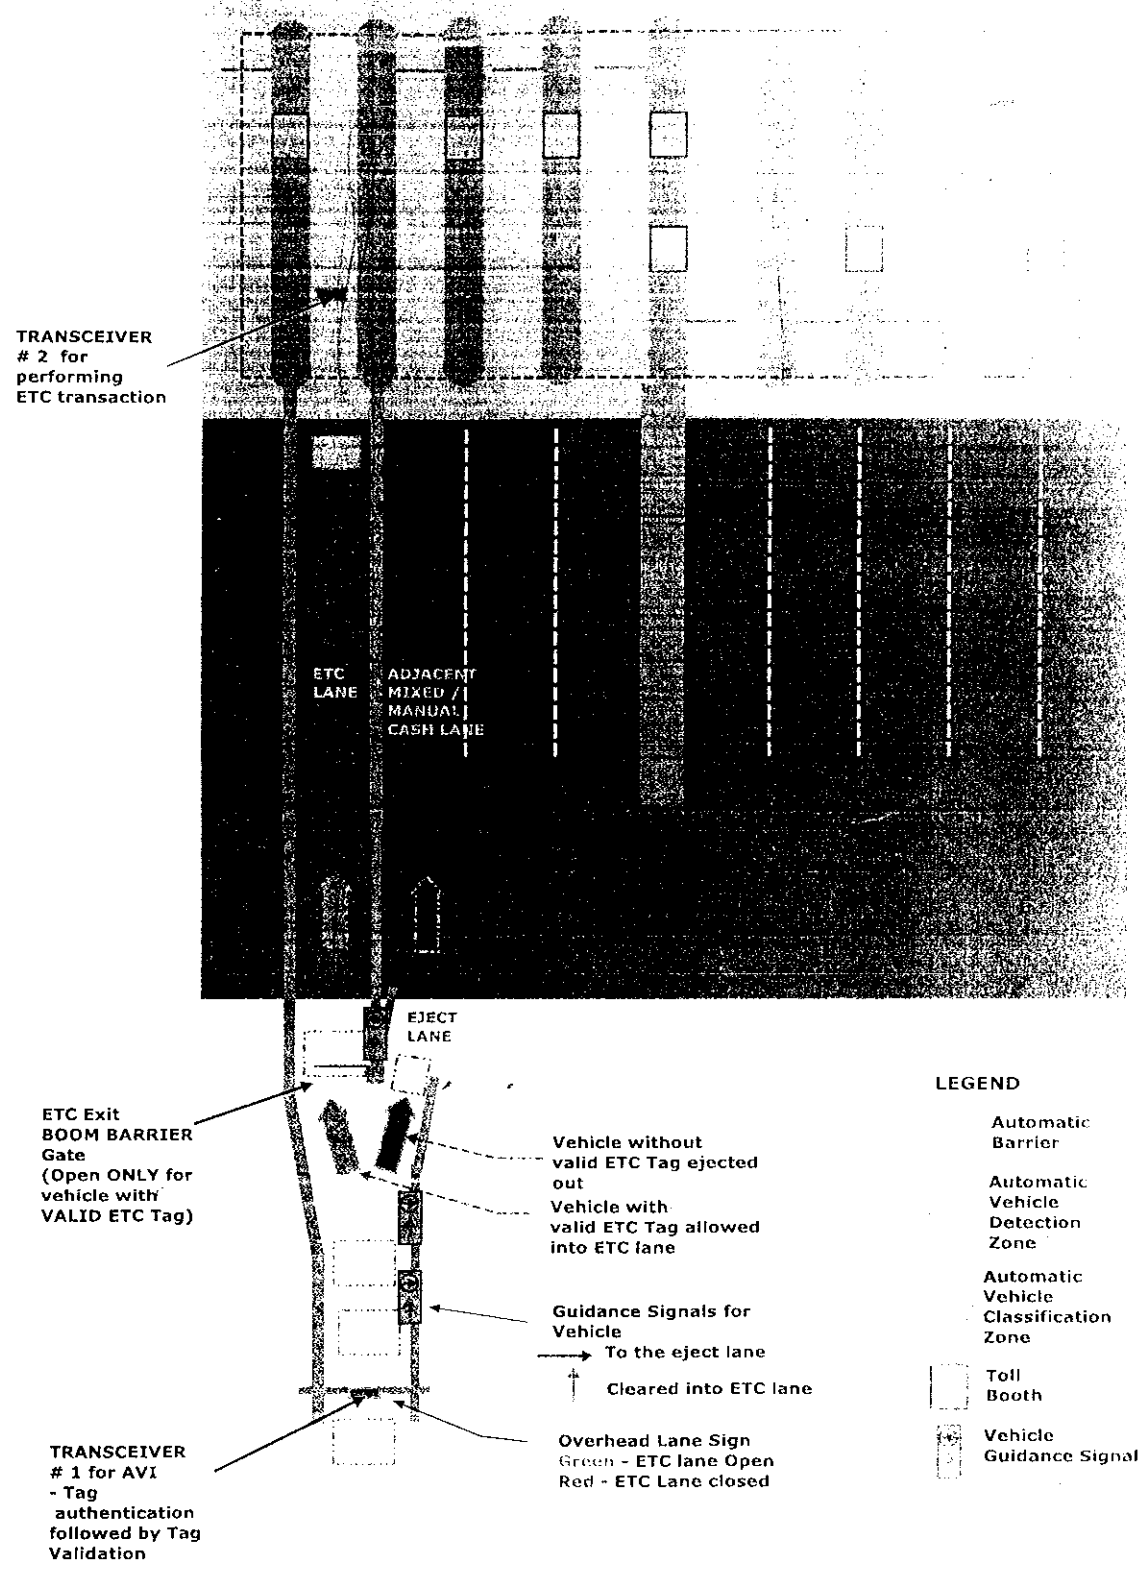 TRANSCEIVER
# 2 for
performing
ETC transaction
ETC
LANE
ADJACENT
MIXED /
MANUAL
CASH LANE
EJECT
LANE
ETC Exit
BOOM BARRIER
Gate
(Open ONLY for
vehicle with
VALID ETC Tag)
Vehicle without
valid ETC Tag ejected
out
Vehicle with
valid ETC Tag allowed
into ETC lane
Guidance Signals for
Vehicle
To the eject lane
Cleared into ETC lane
Overhead Lane Sign
Green - ETC lane Open
Red - ETC Lane closed
TRANSCEIVER
# 1 for AVI
- Tag
authentication
followed by Tag
Validation
LEGEND
Automatic
Barrier
Automatic
Vehicle
Detection
Zone
Automatic
Vehicle
Classification
Zone
Toll
Booth
Vehicle
Guidance Signal